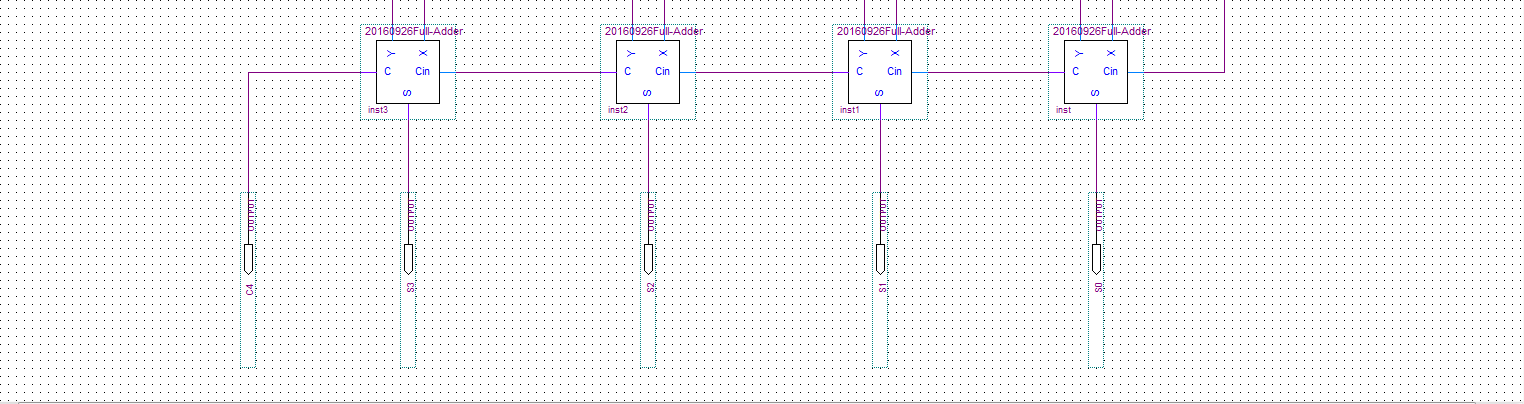 20160926Full-Adder
20160926Full-Adder
20160926Full-Adder
20160926Full-Adder
Y X
Y X
Y X
Y X
C Cin
C Cin
C Cin
C Cin
S
S
S
S
inst3
inst2
inst1
inst
OUTPUT
OUTPUT
OUTPUT
OUTPUT
OUTPUT
C4
S3
S2
S1
S0